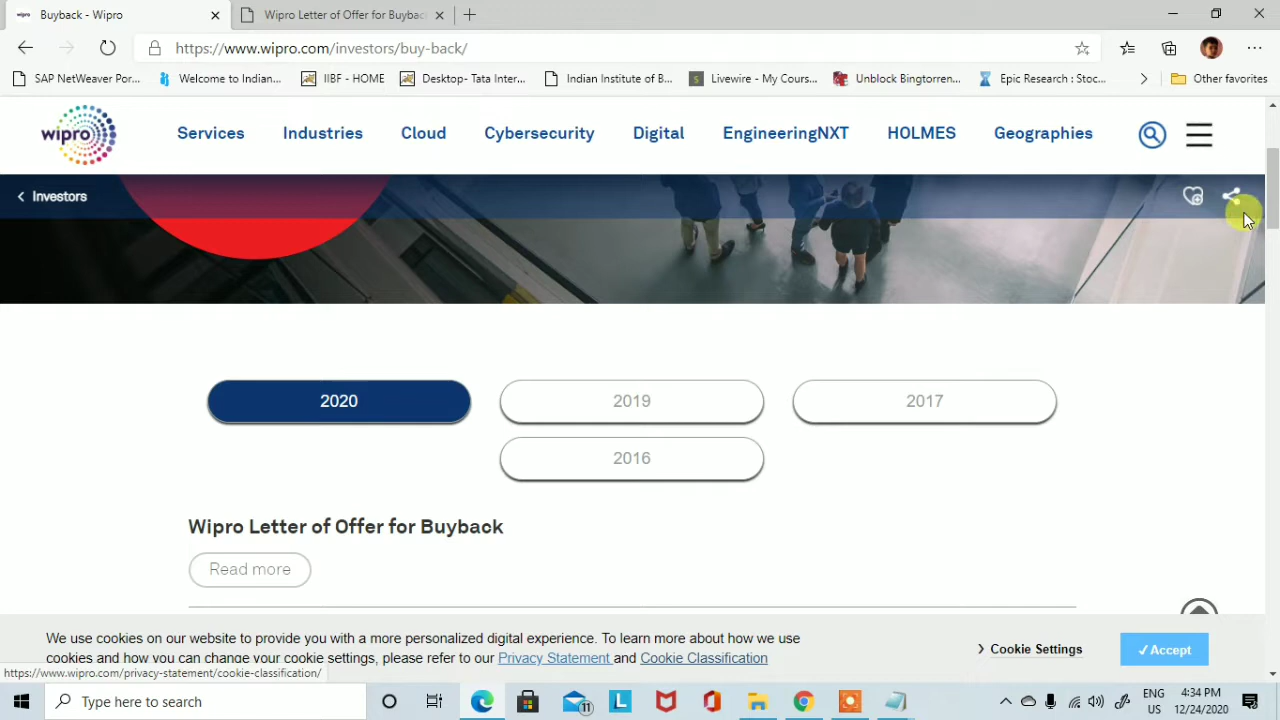 Buyback - Wipro
Wipro Letter of Offer for Buyback
https://www.wipro.com/investors/buy-back/
SAP NetWeaver Por...
Welcome to Indian...
IIBF - HOME
Desktop- Tata Inter...
Indian Institute of B...
Livewire - My Cours...
Unblock Bingtorren...
Epic Research : Stoc...
Other favorites
wipro
Services
Industries
Cloud
Cybersecurity
Digital
EngineeringNXT
HOLMES
Geographies
Investors
2020
2019
2017
2016
Wipro Letter of Offer for Buyback
Read more
We use cookies on our website to provide you with a more personalized digital experience. To learn more about how we use
cookies and how you can change your cookie settings, please refer to our Privacy Statement and Cookie Classification
Cookie Settings
Accept
https://www.wipro.com/privacy-statement/cookie-classification/
Type here to search
11
ENG
US
4:34 PM
12/24/2020